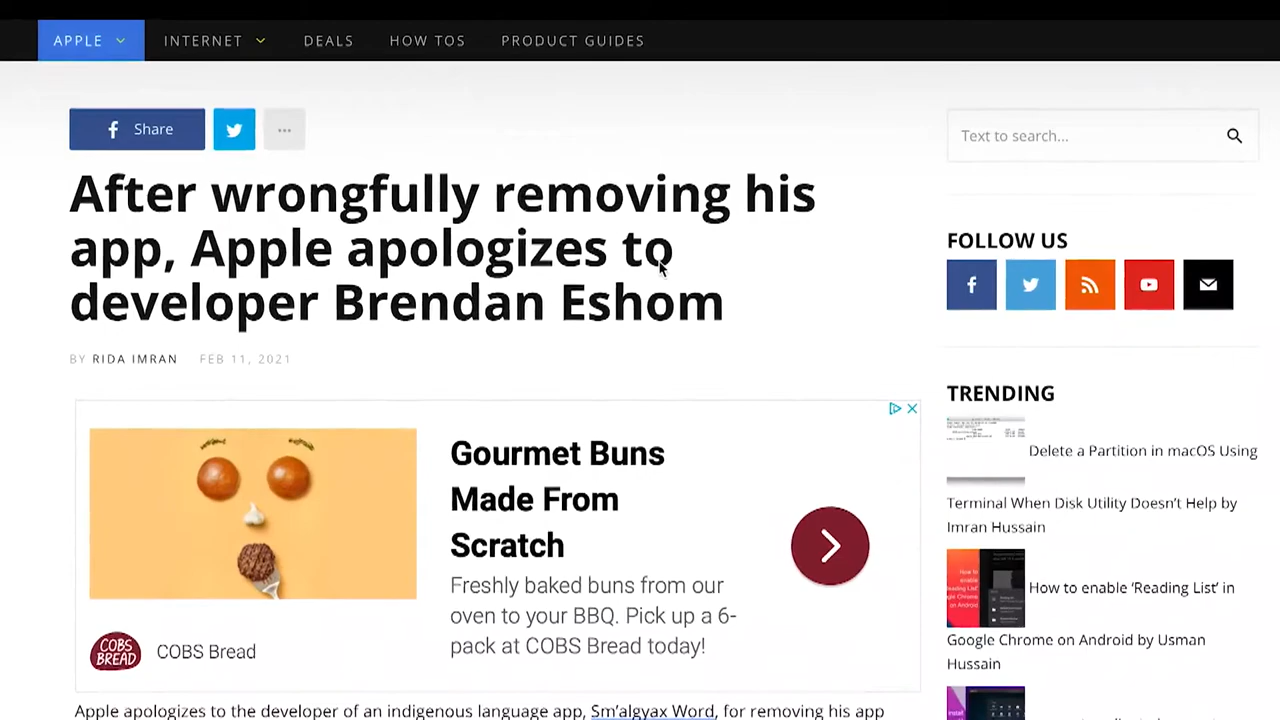 APPLE
INTERNET
DEALS
HOW TOS
PRODUCT GUIDES
Share
After wrongfully removing his
app, Apple apologizes to
developer Brendan Eshom
BY RIDA IMRAN FEB 11, 2021
Gourmet Buns
Made From
Scratch
Freshly baked buns from our
oven to your BBQ. Pick up a 6-
pack at COBS Bread today!
COBS
BREAD
COBS Bread
Apple apologizes to the developer of an indigenous language app, Sm'algyax Word, for removing his app
Text to search...
FOLLOW US
TRENDING
Delete a Partition in macOS Using
Terminal When Disk Utility Doesn't Help by
Imran Hussain
How to enable 'Reading List' in
Google Chrome on Android by Usman
Hussain